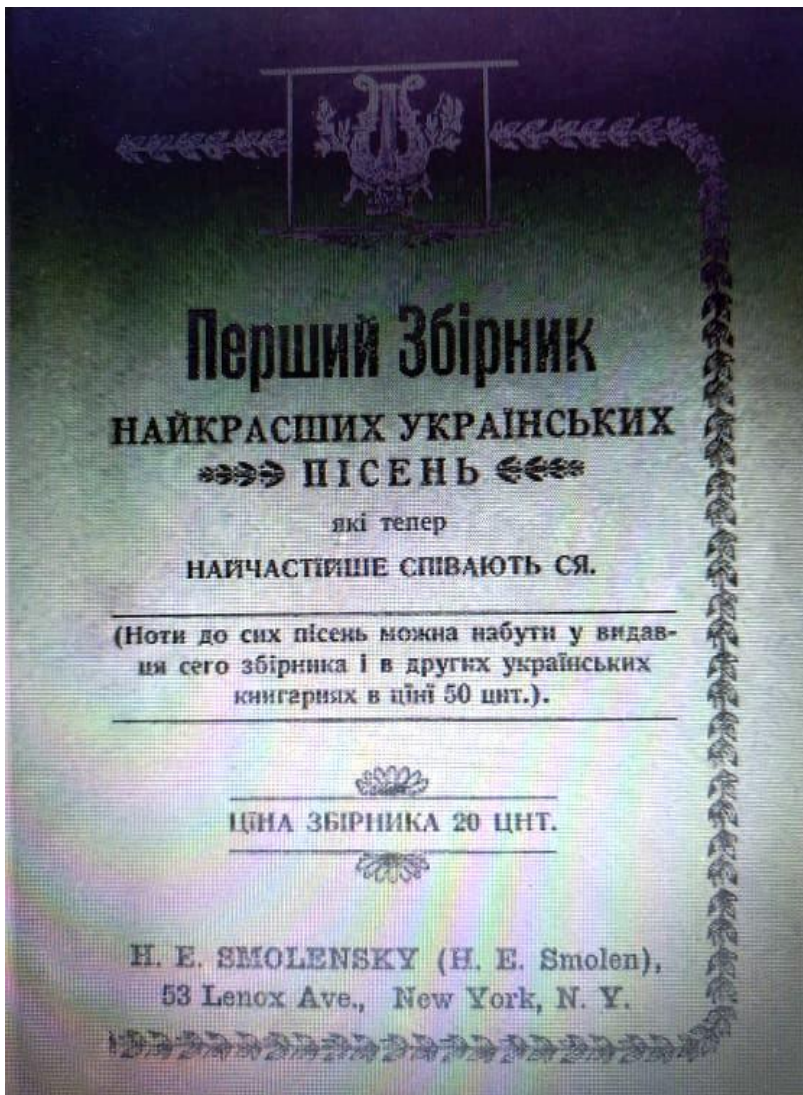 Перший Збірник
НАЙКРАСШИХ УКРАЇНСЬКИХ
ПІСЕНЬ
які тепер
НАЙЧАСТІЙШЕ СПІВАЮТЬ СЯ.
(Ноти до сих пісень можна набути у видав-
ця сего збірника і в других українських
книгарнях в ціні 50 цнт.).
ЦІНА ЗБІРНИКА 20 ЦНТ.
H. E. SMOLENSKY (H. E. Smolen),
53 Lenox Ave., New York, N. Y.